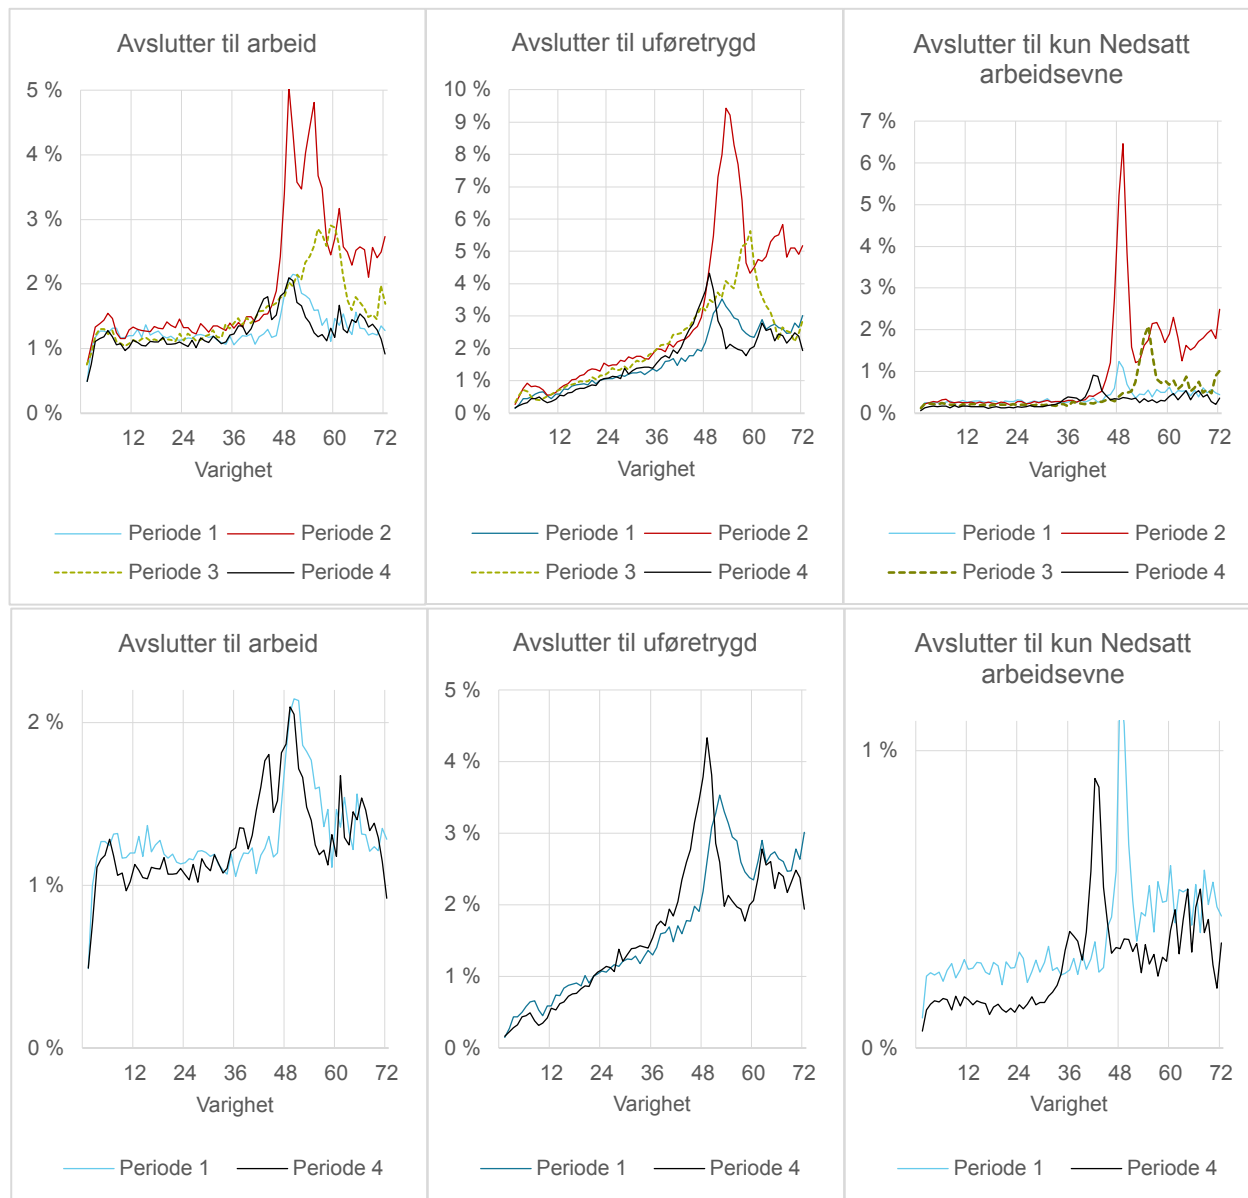 Avslutter til arbeid
5 %
4 %
3 %
2 %
1 %
0 %
12 24 36 48 60 72
Varighet
Periode 1 Periode 2
Periode 3 Periode 4
Avslutter til uføretrygd
10 %
9 %
8 %
7 %
6 %
5 %
4 %
3 %
2 %
1 %
0 %
12 24 36 48 60 72
Varighet
Periode 1 Periode 2
Periode 3 Periode 4
Avslutter til kun Nedsatt
arbeidsevne
7 %
6 %
5 %
4 %
3 %
2 %
1 %
0 %
12 24 36 48 60 72
Varighet
Periode 1 Periode 2
Periode 3 Periode 4
Avslutter til arbeid
2 %
1 %
0 %
12 24 36 48 60 72
Varighet
Periode 1 Periode 4
Avslutter til uføretrygd
5 %
4 %
3 %
2 %
1 %
0 %
12 24 36 48 60 72
Varighet
Periode 1 Periode 4
Avslutter til kun Nedsatt
arbeidsevne
1 %
0 %
12 24 36 48 60 72
Varighet
Periode 1 Periode 4